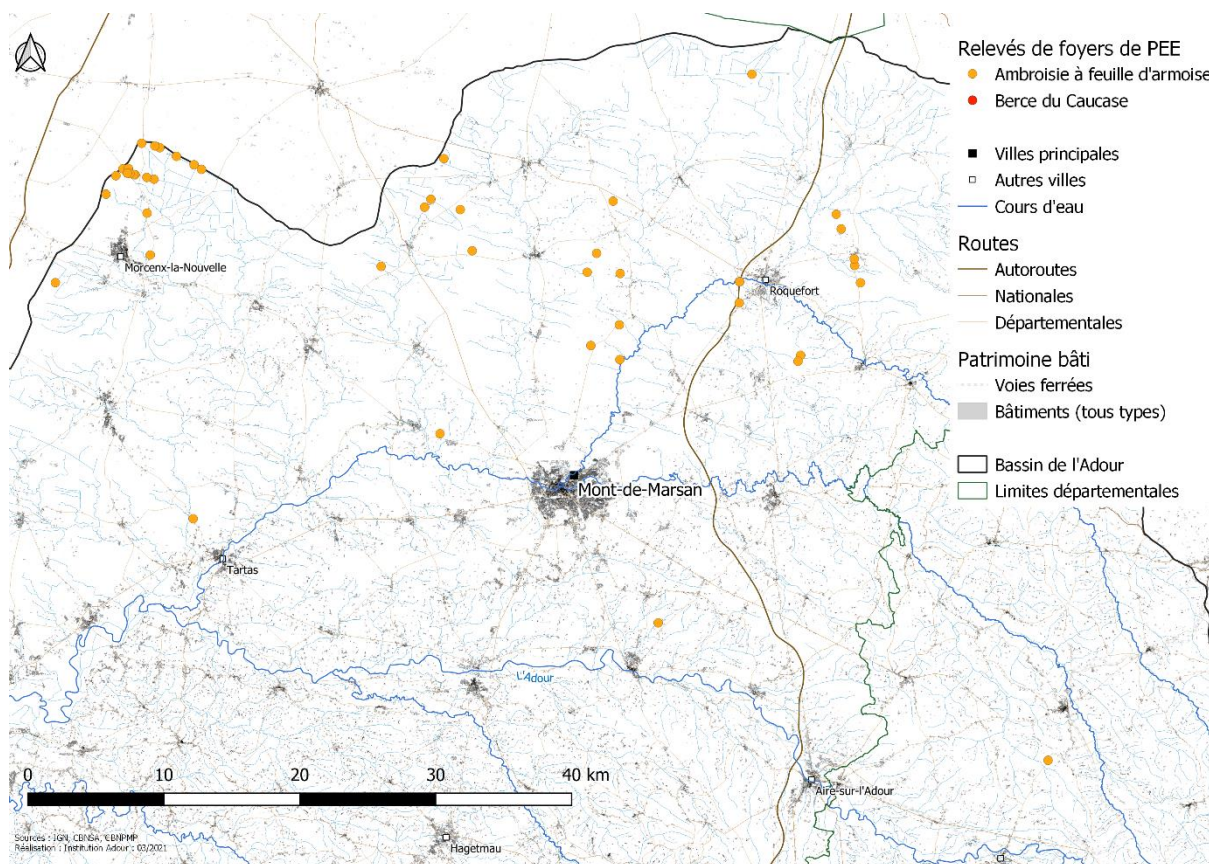 Relevés de foyers de PEE
Ambroisie à feuille d'armoise
Berce du Caucase
Villes principales
Autres villes
Cours d'eau
Routes
Autoroutes
Nationales
Départementales
Patrimoine bâti
Voies ferrées
Bâtiments (tous types)
Bassin de l'Adour
Limites départementales
Morcenx-la-Nouvelle
Roquefort
Mont-de-Marsan
Tartas
L'Adour
Aire-sur-l'Adour
Hagetmau
0 10 20 30 40 km
Sources : IGN, CBNSA, CBNPMP
Réalisation : Institution Adour : 03/2021